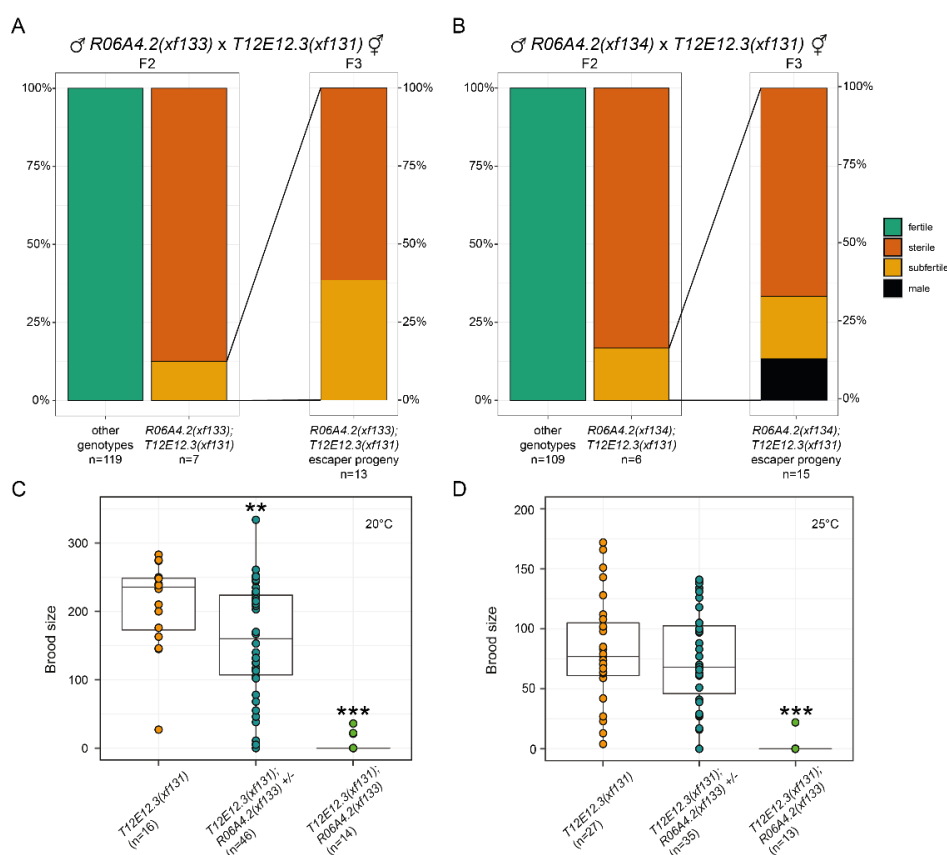 A
♂ R06A4.2(xf133) x T12E12.3(xf131) ⚥
F2
F3
100%
75%
50%
25%
0%
100%
75%
50%
25%
0%
other
genotypes
n=119
R06A4.2(xf133);
T12E12.3(xf131)
n=7
R06A4.2(xf133);
T12E12.3(xf131)
escaper progeny
n=13
B
♂ R06A4.2(xf134) x T12E12.3(xf131) ⚥
F2
F3
100%
75%
50%
25%
0%
100%
75%
50%
25%
0%
other
genotypes
n=109
R06A4.2(xf134);
T12E12.3(xf131)
n=6
R06A4.2(xf134);
T12E12.3(xf131)
escaper progeny
n=15
fertile
sterile
subfertile
male
C
20°C
Brood size
300
200
100
0
**
***
T12E12.3(xf131)
(n=16)
T12E12.3(xf131);
R06A4.2(xf133) +/-
(n=46)
T12E12.3(xf131);
R06A4.2(xf133)
(n=14)
D
25°C
Brood size
200
150
100
50
0
***
T12E12.3(xf131)
(n=27)
T12E12.3(xf131);
R06A4.2(xf133) +/-
(n=35)
T12E12.3(xf131);
R06A4.2(xf133)
(n=13)